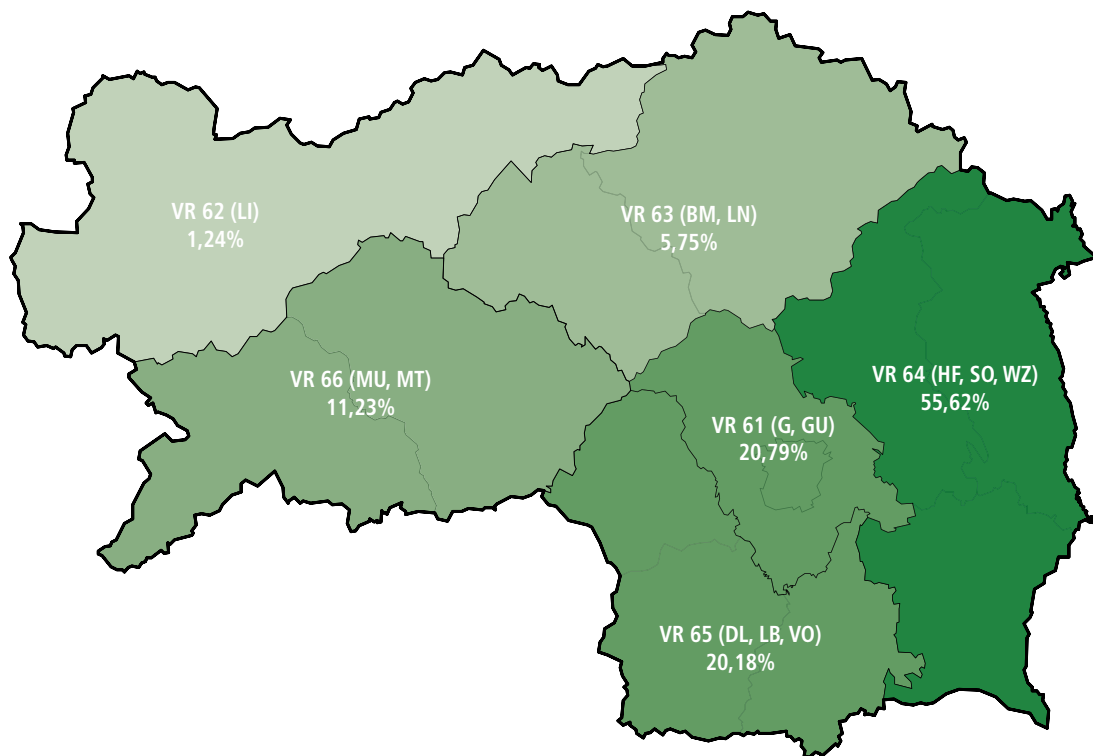 VR 62 (LI)
1,24%
VR 63 (BM, LN)
5,75%
VR 66 (MU, MT)
11,23%
VR 64 (HF, SO, WZ)
55,62%
VR 61 (G, GU)
20,79%
VR 65 (DL, LB, VO)
20,18%